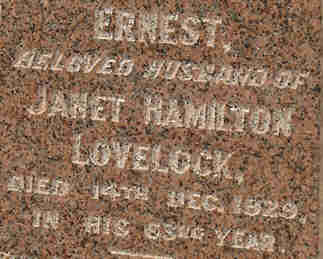 ERNEST,
BELOVED HUSBAND OF
JANET HAMILTON
LOVELOCK,
DIED 14TH DEC. 1929,
IN HIS 63RD YEAR.